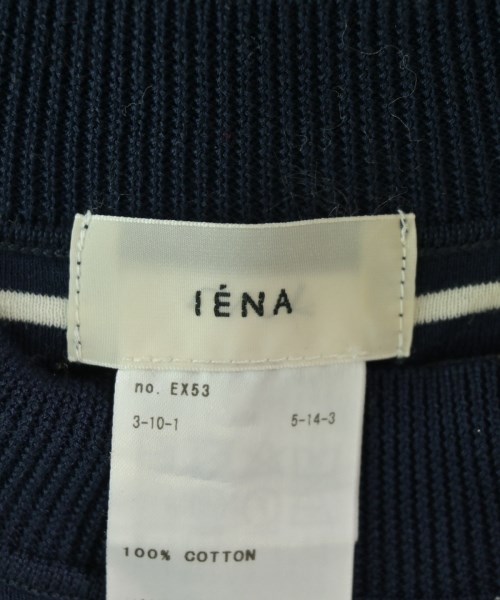 IÉNA
no. EX53
3-10-1 5-14-3
100% COTTON